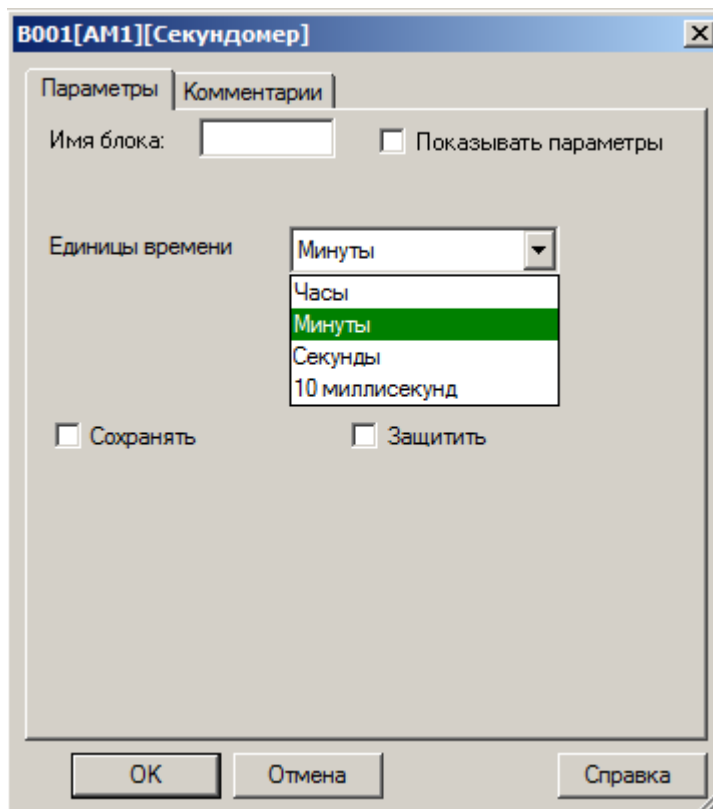 B001[AM1][Секундомер]
Параметры Комментарии
Имя блока: Показывать параметры
Единицы времени Минуты
Часы
Минуты
Секунды
10 миллисекунд
Сохранять Защитить
OK Отмена Справка